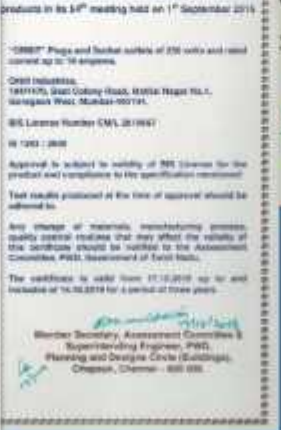 products in its 54th meeting held on 1st September 2016
"ORBIT" Plugs and Socket outlets of 250 volts and rated
current up to 16 amperes.
Orbit Industries,
Colony Road, Motilal Nagar No.1,
Goregaon West, Mumbai-
BIS License Number CM/L
IS 1293 : 2005
Approval is subject to validity of BIS License for the
product and compliance to the specification mentioned
Test results produced at the time of approval should be
adhered to.
Any change of materials, manufacturing process,
quality control routines that may affect the validity of
this certificate should be notified to the Assessment
Committee, PWD, Government of Tamil Nadu.
The certificate is valid from up to and
inclusive of for a period of three years.
Member Secretary, Assessment Committee &
Superintending Engineer, PWD,
Planning and Designs Circle (Buildings),
Chepauk, Chennai - 600 005